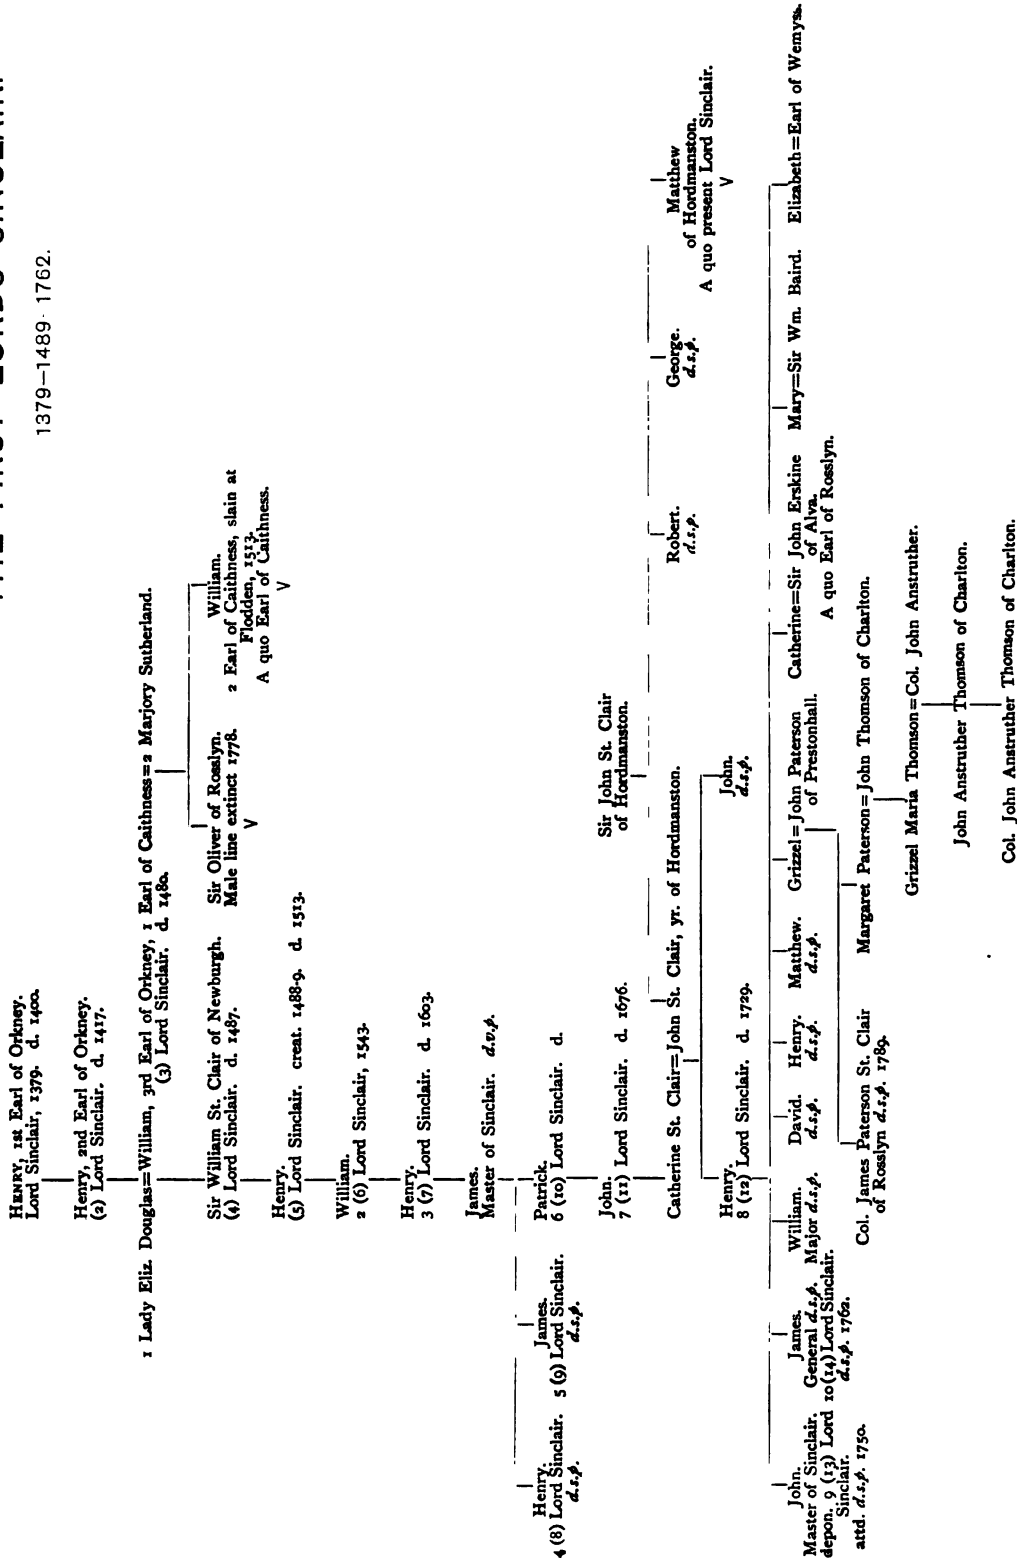 1379—1489–1762.
HENRY, 1st Earl of Orkney.
Lord Sinclair, 1379. d. 1400.
Henry, 2nd Earl of Orkney.
(2) Lord Sinclair. d. 1417.
1 Lady Eliz. Douglas=William, 3rd Earl of Orkney, 1 Earl of Caithness=2 Marjory Sutherland.
(3) Lord Sinclair. d. 1480.
Sir William St. Clair of Newburgh.
(4) Lord Sinclair. d. 1487.
Sir Oliver of Rosslyn.
Male line extinct 1778.
V
William.
2 Earl of Caithness, slain at
Flodden, 1513.
A quo Earl of Caithness.
V
Henry.
(5) Lord Sinclair. creat. 1488-9. d. 1513.
William.
2 (6) Lord Sinclair, 1543.
Henry.
3 (7) Lord Sinclair. d. 1603.
James.
Master of Sinclair. d.v.p.
Henry.
4 (8) Lord Sinclair.
d.s.p.
James.
5 (9) Lord Sinclair.
d.s.p.
Patrick.
6 (10) Lord Sinclair. d.
John.
7 (11) Lord Sinclair. d. 1676.
Sir John St. Clair
of Hordmanston.
Catherine St. Clair=John St. Clair, yr. of Hordmanston.
Robert.
d.s.p.
George.
d.s.p.
Matthew
of Hordmanston.
A quo present Lord Sinclair.
V
Henry.
8 (12) Lord Sinclair. d. 1729.
John.
d.s.p.
John.
Master of Sinclair.
depon. 9 (13) Lord
Sinclair.
attd. d.s.p. 1750.
James.
General d.s.p.
10(14) Lord Sinclair.
d.s.p. 1762.
William.
Major d.s.p.
David.
d.s.p.
Henry.
d.s.p.
Matthew.
d.s.p.
Grizzel=John Paterson
of Prestonhall.
Catherine=Sir John Erskine
of Alva.
A quo Earl of Rosslyn.
Mary=Sir Wm. Baird.
Elizabeth=Earl of Wemyss.
Col. James Paterson St. Clair
of Rosslyn d.s.p. 1789.
Margaret Paterson=John Thomson of Charlton.
Grizzel Maria Thomson=Col. John Anstruther.
John Anstruther Thomson of Charlton.
Col. John Anstruther Thomson of Charlton.